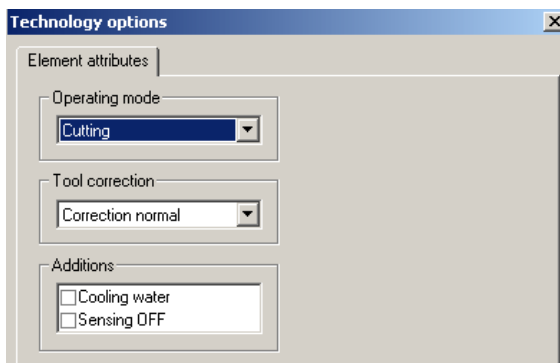 Technology options
Element attributes
Operating mode
Cutting
Tool correction
Correction normal
Additions
Cooling water
Sensing OFF